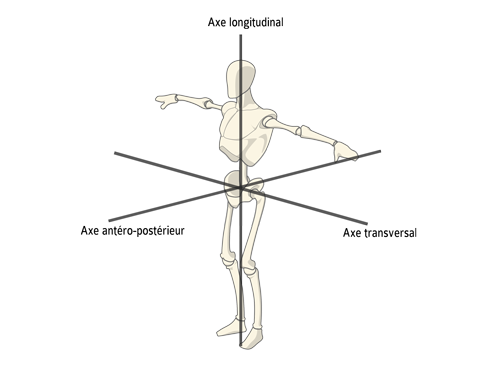 Axe longitudinal
Axe antéro-postérieur
Axe transversal